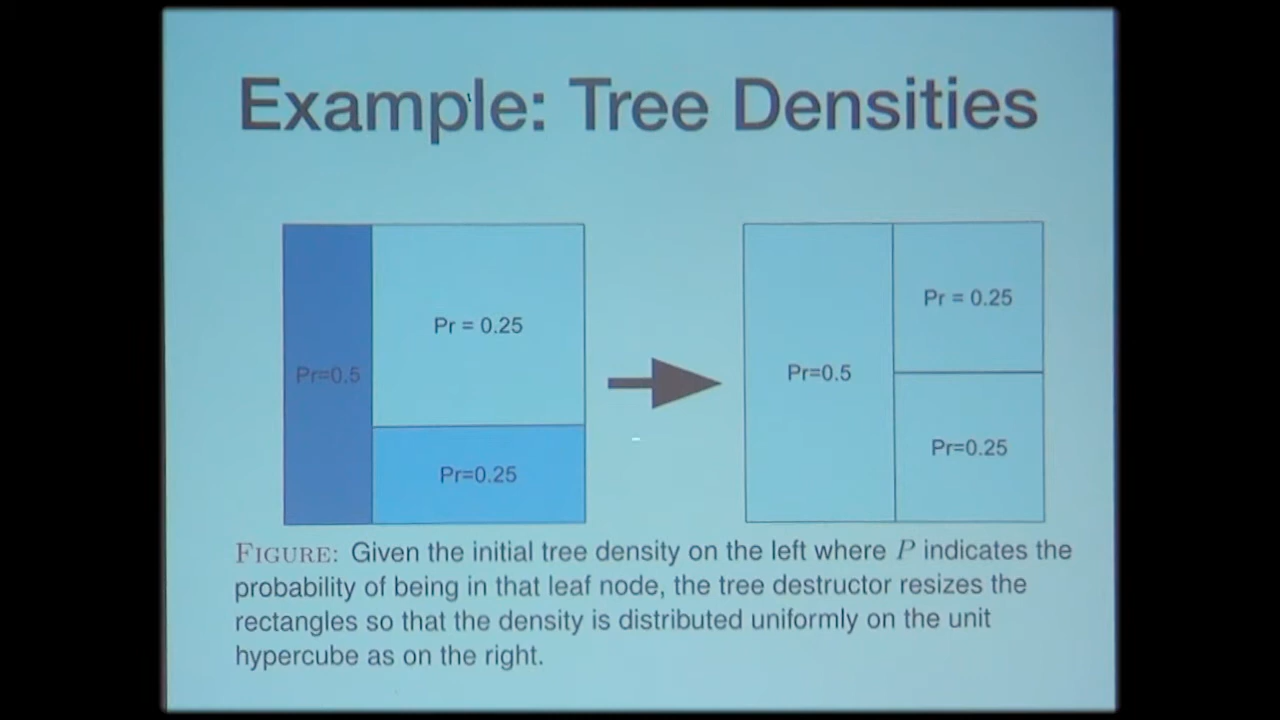 Example: Tree Densities
Pr = 0.25
Pr=0.5
Pr=0.25
Pr = 0.25
Pr=0.5
Pr=0.25
FIGURE: Given the initial tree density on the left where P indicates the
probability of being in that leaf node, the tree destructor resizes the
rectangles so that the density is distributed uniformly on the unit
hypercube as on the right.